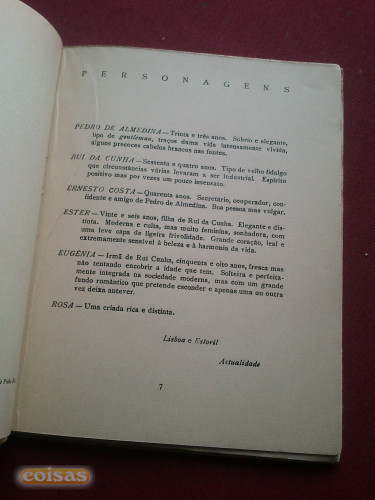 PERSONAGENS
PEDRO DE ALMEDINA — Trinta e três anos. Sóbrio e elegante,
tipo de gentleman, traços duma vida intensamente vivida,
alguns precoces cabelos brancos nas fontes.
RUI DA CUNHA — Sessenta e quatro anos. Tipo de velho fidalgo
que circunstâncias várias levaram a ser industrial. Espírito
positivo mas por vezes um pouco insensato.
ERNESTO COSTA — Quarenta anos. Secretário, cooperador, con-
fidente e amigo de Pedro de Almedina. Boa pessoa mas vulgar.
ESTER — Vinte e seis anos, filha de Rui da Cunha. Elegante e dis-
tinta. Moderna e culta, mas muito feminina, sonhadora, com
uma leve capa da ligeira frivolidade. Grande coração, leal e
extremamente sensível à beleza e à harmonia da vida.
EUGÉNIA — Irmã de Rui Cunha, cinquenta e oito anos, fresca mas
não tentando encobrir a idade que tem. Solteira e perfeita-
mente integrada na sociedade moderna, mas com um grande
fundo romântico que pretende esconder e apenas uma ou outra
vez deixa antever.
ROSA — Uma criada rica e distinta.
Lisboa e Estoril
Actualidade
7
coisas